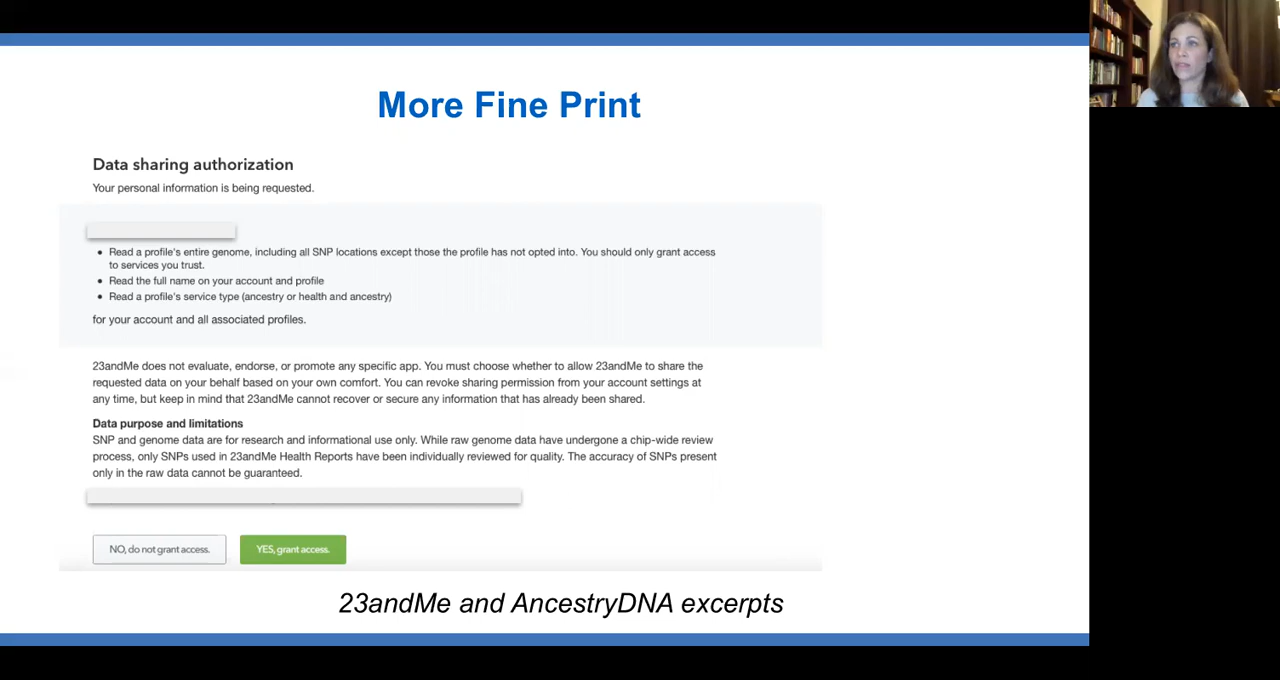 More Fine Print
Data sharing authorization
Your personal information is being requested.
• Read a profile's entire genome, including all SNP locations except those the profile has not opted into. You should only grant access
to services you trust.
• Read the full name on your account and profile
• Read a profile's service type (ancestry or health and ancestry)
for your account and all associated profiles.
23andMe does not evaluate, endorse, or promote any specific app. You must choose whether to allow 23andMe to share the
requested data on your behalf based on your own comfort. You can revoke sharing permission from your account settings at
any time, but keep in mind that 23andMe cannot recover or secure any information that has already been shared.
Data purpose and limitations
SNP and genome data are for research and informational use only. While raw genome data have undergone a chip-wide review
process, only SNPs used in 23andMe Health Reports have been individually reviewed for quality. The accuracy of SNPs present
only in the raw data cannot be guaranteed.
NO, do not grant access.
YES, grant access.
23andMe and AncestryDNA excerpts